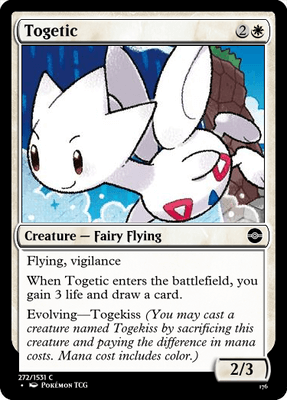 Togetic 2
Creature — Fairy Flying
Flying, vigilance
When Togetic enters the battlefield, you
gain 3 life and draw a card.
Evolving—Togekiss (You may cast a
creature named Togekiss by sacrificing this
creature and paying the difference in mana
costs. Mana cost includes color.)
2/3
272/1531 C
• Pokémon TCG
176